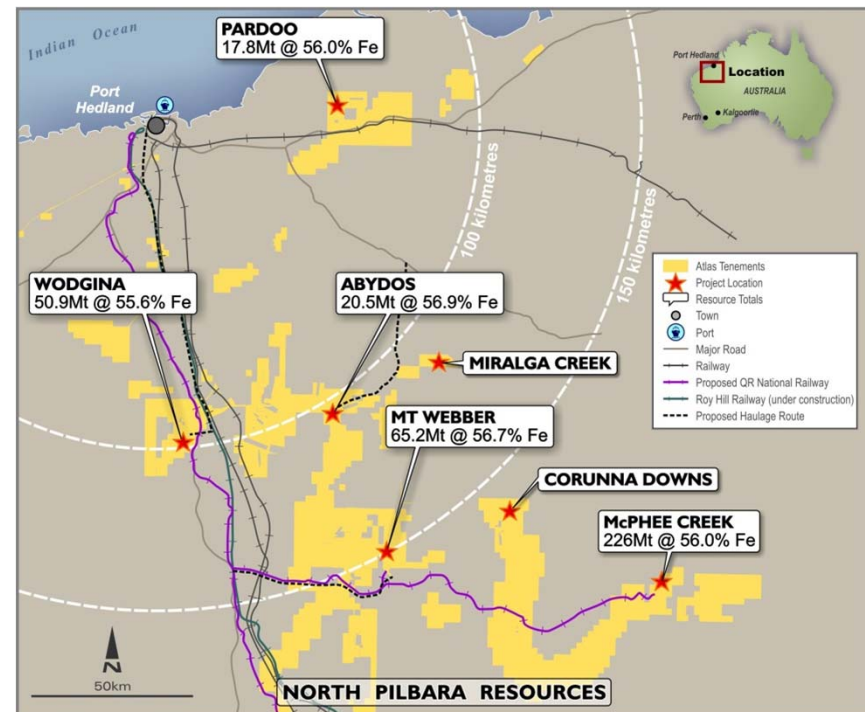 Indian Ocean
PARDOO
17.8Mt @ 56.0% Fe
Port
Hedland
Port Hedland
Location
AUSTRALIA
Perth
Kalgoorlie
100 kilometres
150 kilometres
WODGINA
50.9Mt @ 55.6% Fe
ABYDOS
20.5Mt @ 56.9% Fe
MIRALGA CREEK
MT WEBBER
65.2Mt @ 56.7% Fe
CORUNNA DOWNS
McPHEE CREEK
226Mt @ 56.0% Fe
Atlas Tenements
Project Location
Resource Totals
Town
Port
Major Road
Railway
Proposed QR National Railway
Roy Hill Railway (under construction)
Proposed Haulage Route
N
50km
NORTH PILBARA RESOURCES